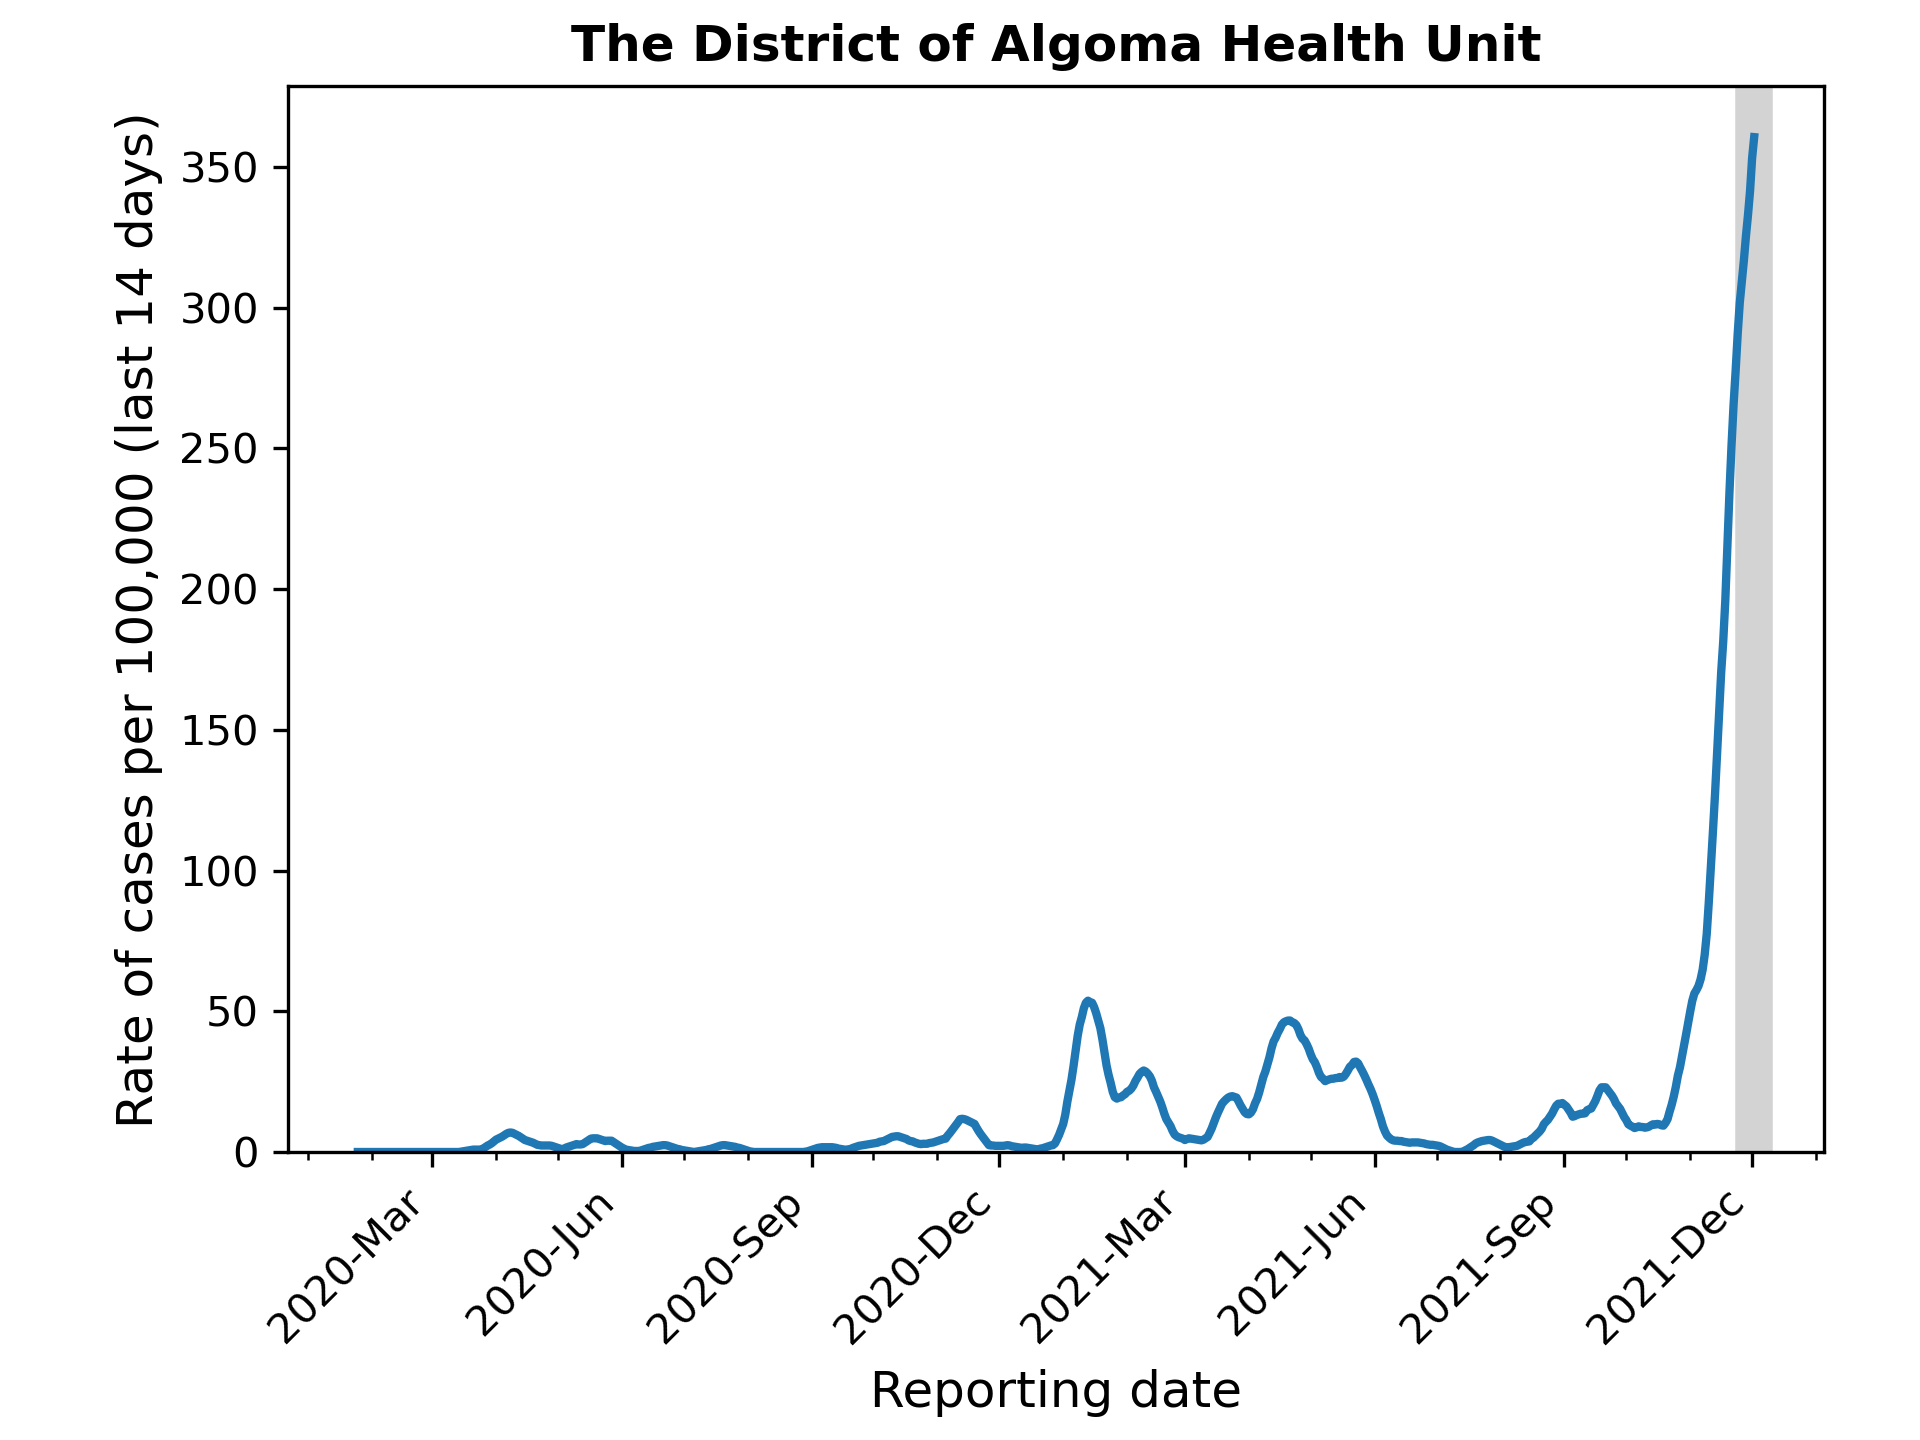 The District of Algoma Health Unit
Rate of cases per 100,000 (last 14 days)
350
300
250
200
150
100
50
0
2020-Mar
2020-Jun
2020-Sep
2020-Dec
2021-Mar
2021-Jun
2021-Sep
2021-Dec
Reporting date